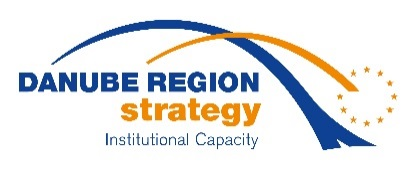 DANUBE REGION
strategy
Institutional Capacity